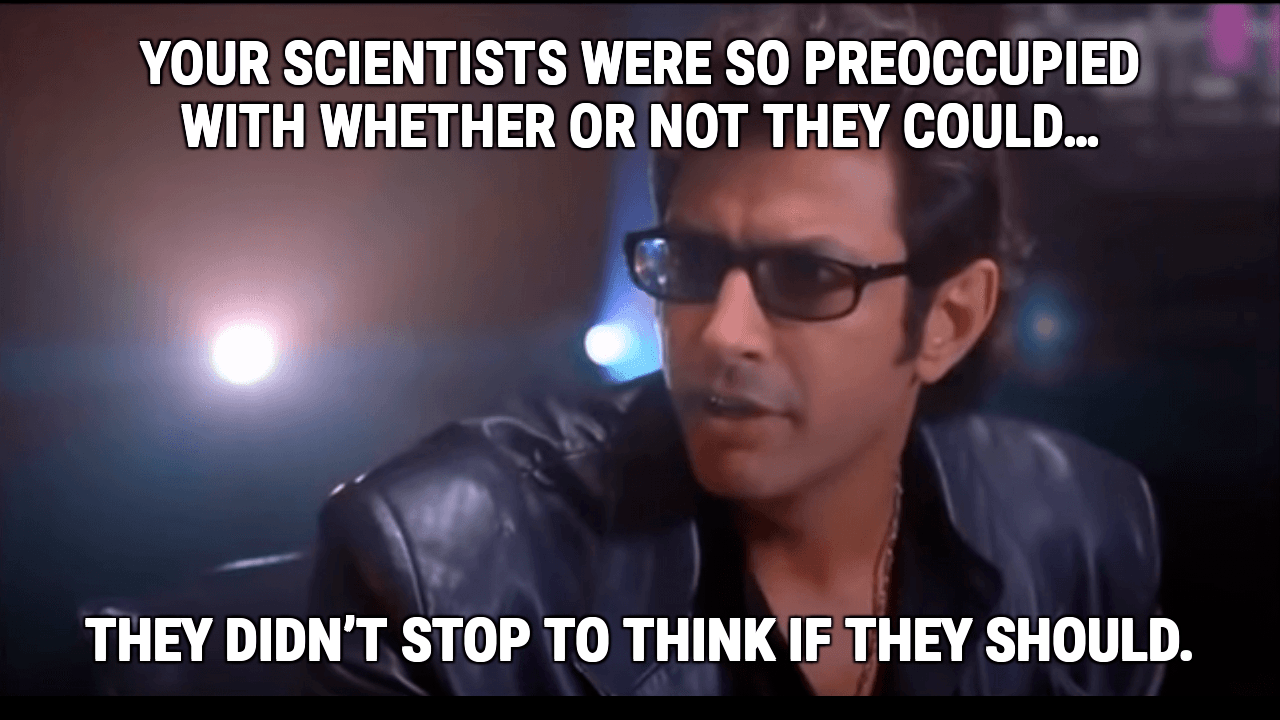 YOUR SCIENTISTS WERE SO PREOCCUPIED
WITH WHETHER OR NOT THEY COULD...
THEY DIDN'T STOP TO THINK IF THEY SHOULD.